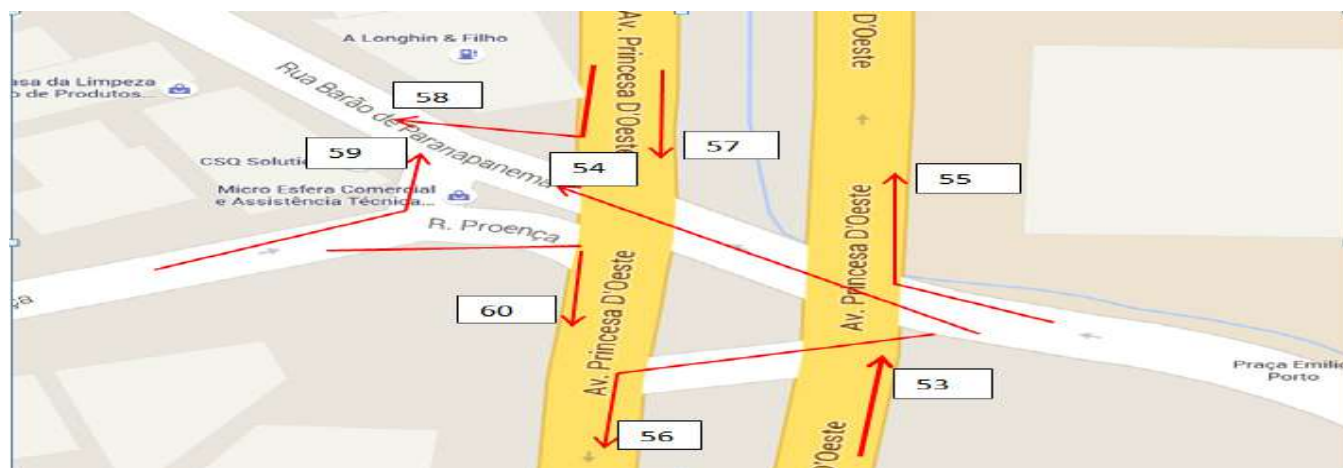 A Longhin & Filho
Av. Princesa D'Oeste
D'Oeste
asa da Limpeza
o de Produtos...
Rua Barão de Paranapanema
58
57
59
CSQ Soluti
54
55
Micro Esfera Comercial
e Assistência Técnica...
R. Proença
Av. Princesa D'Oeste
Av. Princesa D'Oeste
ça
60
53
Praça Emili
Porto
56
D'Oeste